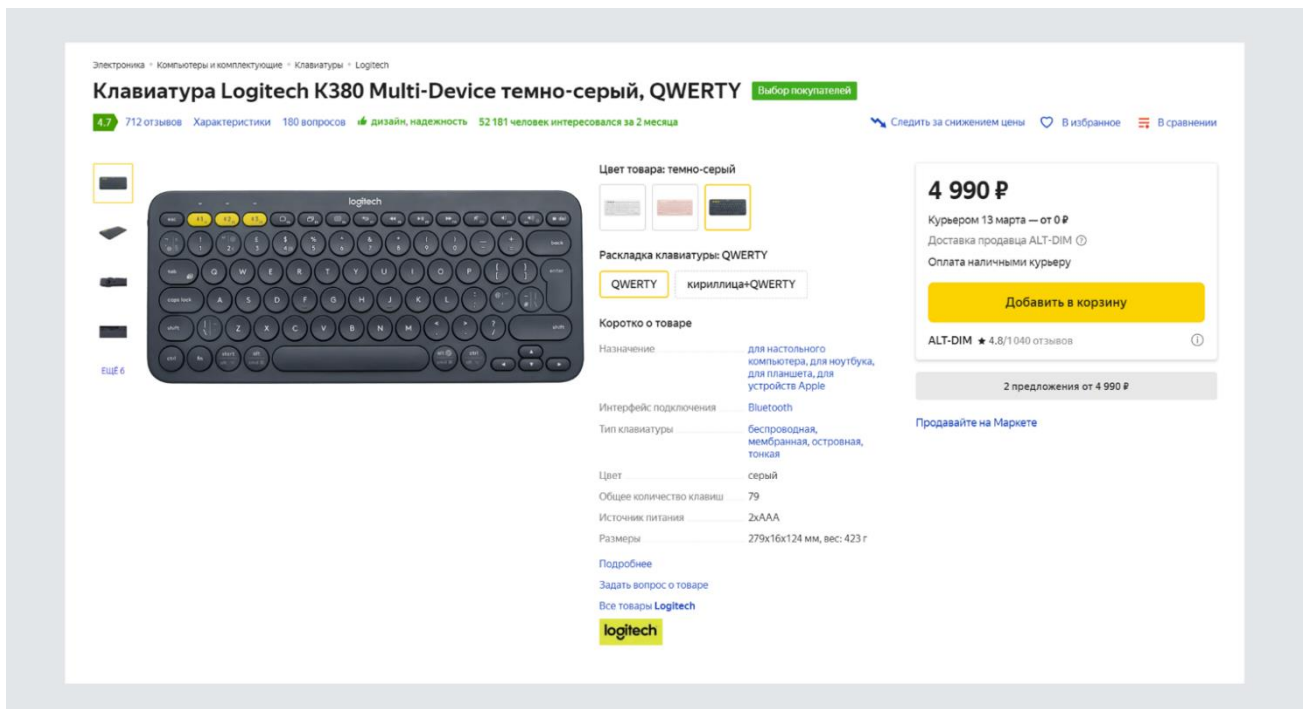 Электроника • Компьютеры и комплектующие • Клавиатуры • Logitech
Клавиатура Logitech K380 Multi-Device темно-серый, QWERTY
Выбор покупателей
4.7 712 отзывов Характеристики 180 вопросов дизайн, надежность 52 181 человек интересовался за 2 месяца
Следить за снижением цены В избранное В сравнении
ЕЩЁ 6
logitech
Цвет товара: темно-серый
Раскладка клавиатуры: QWERTY
QWERTY кириллица+QWERTY
Коротко о товаре
Назначение для настольного
компьютера, для ноутбука,
для планшета, для
устройств Apple
Интерфейс подключения Bluetooth
Тип клавиатуры беспроводная,
мембранная, островная,
тонкая
Цвет серый
Общее количество клавиш 79
Источник питания 2xAAA
Размеры 279x16x124 мм, вес: 423 г
Подробнее
Задать вопрос о товаре
Все товары Logitech
logitech
4 990 ₽
Курьером 13 марта — от 0 ₽
Доставка продавца ALT-DIM
Оплата наличными курьеру
Добавить в корзину
ALT-DIM ★ 4.8/1040 отзывов
2 предложения от 4 990 ₽
Продавайте на Маркете